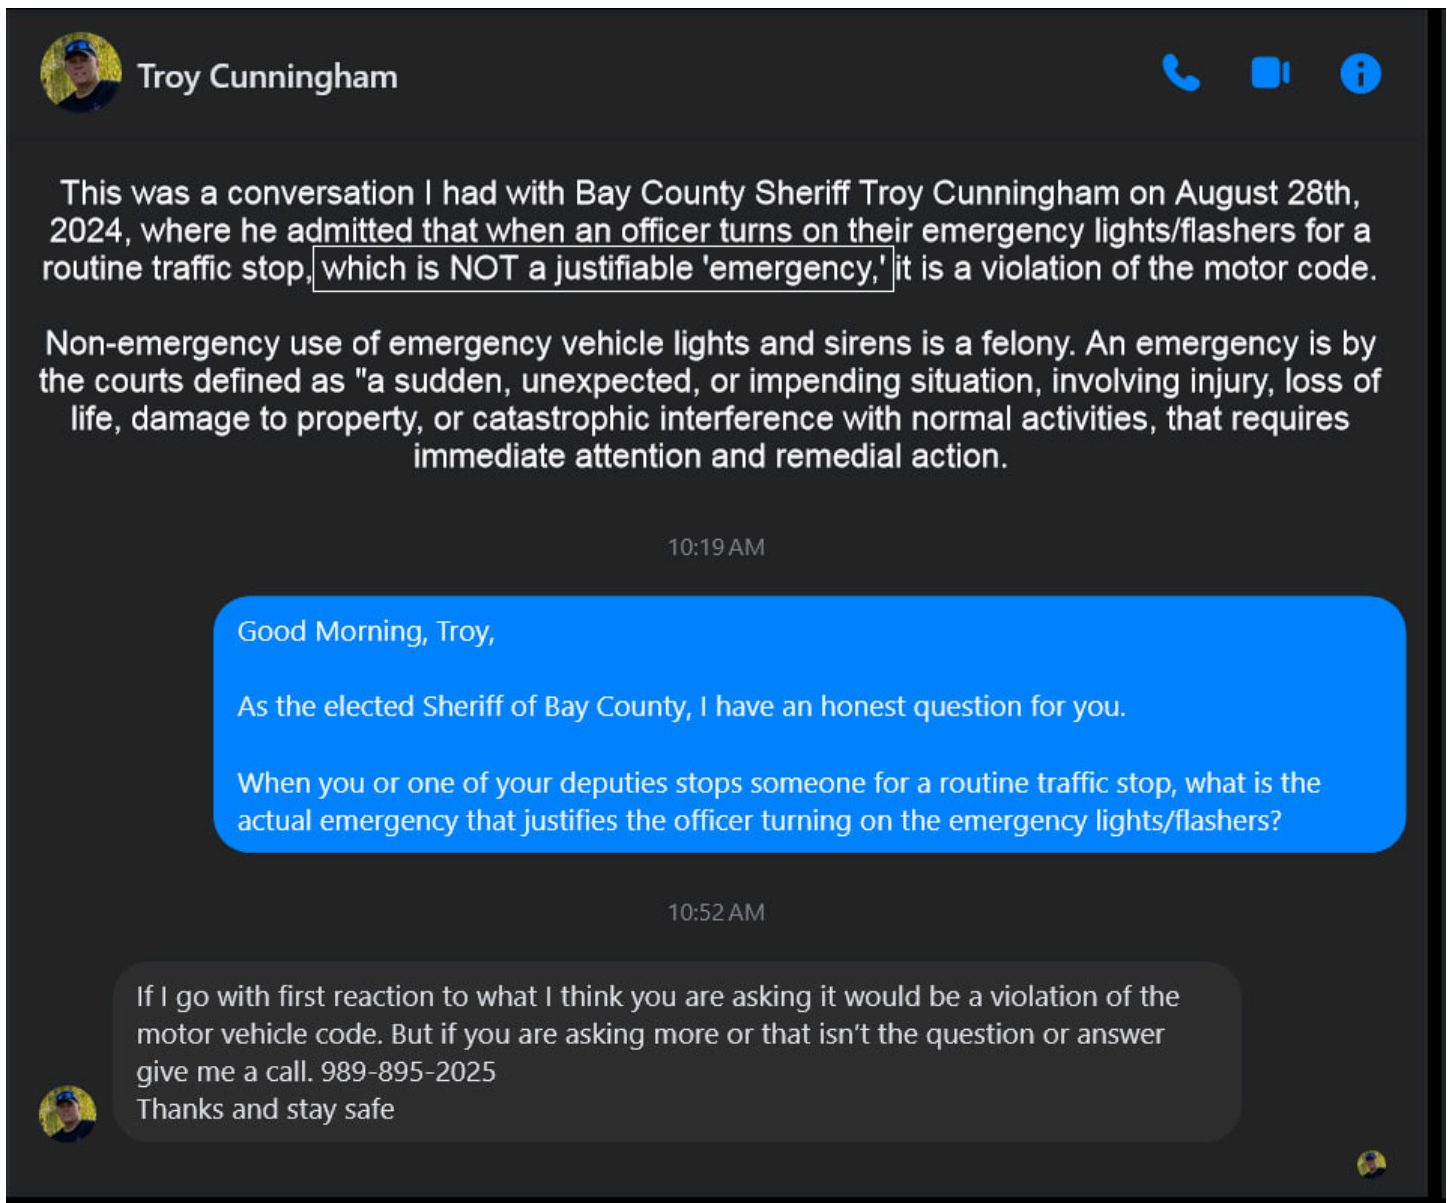 Troy Cunningham
This was a conversation I had with Bay County Sheriff Troy Cunningham on August 28th,
2024, where he admitted that when an officer turns on their emergency lights/flashers for a
routine traffic stop, which is NOT a justifiable 'emergency,' it is a violation of the motor code.
Non-emergency use of emergency vehicle lights and sirens is a felony. An emergency is by
the courts defined as "a sudden, unexpected, or impending situation, involving injury, loss of
life, damage to property, or catastrophic interference with normal activities, that requires
immediate attention and remedial action.
10:19 AM
Good Morning, Troy,
As the elected Sheriff of Bay County, I have an honest question for you.
When you or one of your deputies stops someone for a routine traffic stop, what is the
actual emergency that justifies the officer turning on the emergency lights/flashers?
10:52 AM
If I go with first reaction to what I think you are asking it would be a violation of the
motor vehicle code. But if you are asking more or that isn't the question or answer
give me a call. 989-895-2025
Thanks and stay safe